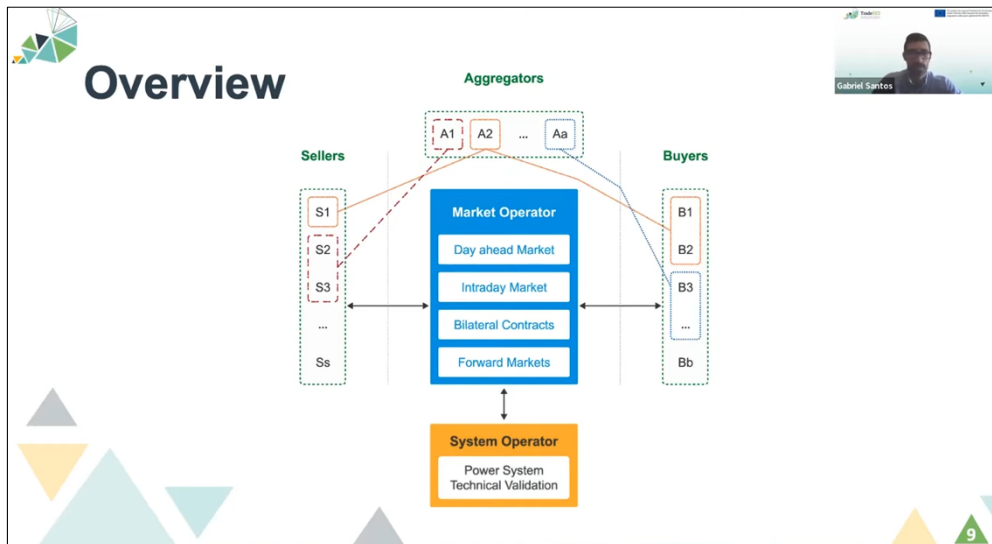 Overview
Aggregators
A1 A2 ... Aa
Sellers
Buyers
S1
S2
S3
...
Ss
Market Operator
Day ahead Market
Intraday Market
Bilateral Contracts
Forward Markets
B1
B2
B3
...
Bb
System Operator
Power System
Technical Validation
Gabriel Santos
9